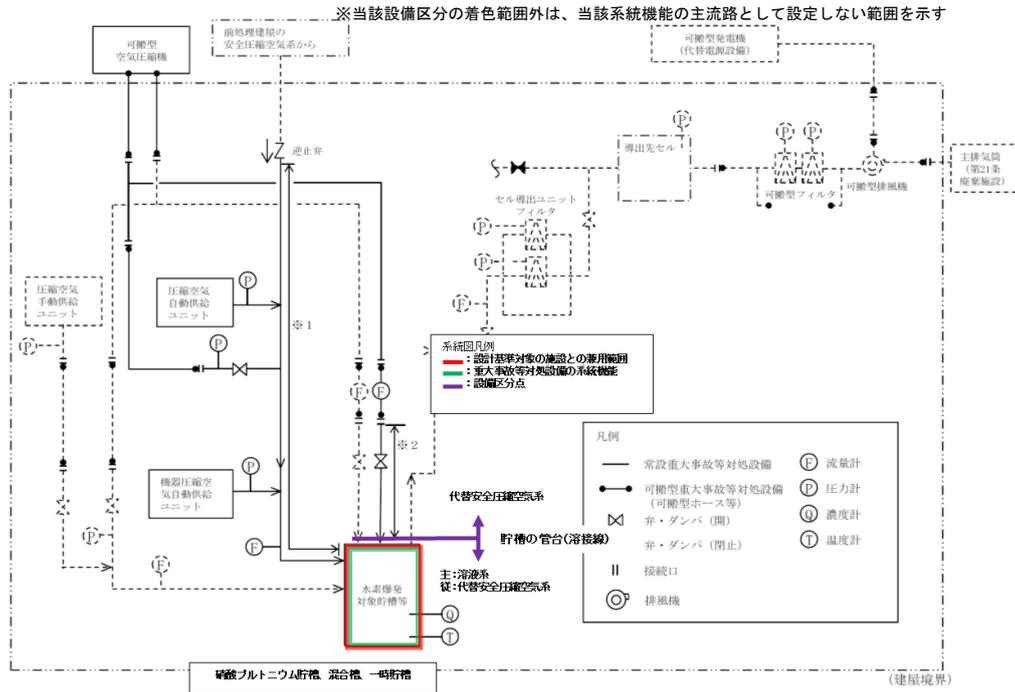 ※当該設備区分の着色範囲外は、当該系統機能の主流路として設定しない範囲を示す
可搬型
空気圧縮機
前処理建屋の
安全圧縮空気系から
可搬型発電機
(代替電源設備)
逆止弁
P
導出先セル
P
P
可搬型フィルタ
可搬型排風機
主排気筒
(第21条
廃棄施設)
セル導出ユニット
フィルタ
P
P
F
圧縮空気
手動供給
ユニット
P
圧縮空気
自動供給
ユニット
P
※1
P
系統図凡例
:設計基準対象の施設との兼用範囲
:重大事故等対処設備の系統機能
:設備区分点
F
F
※2
機器圧縮空
気自動供給
ユニット
P
P
F
F
代替安全圧縮空気系
貯槽の管台(溶接線)
主:溶液系
従:代替安全圧縮空気系
水素爆発
対象貯槽等
Q
T
凡例
常設重大事故等対処設備
可搬型重大事故等対処設備
(可搬型ホース等)
弁・ダンパ(開)
弁・ダンパ(閉止)
接続口
排風機
F 流量計
P 圧力計
Q 濃度計
T 温度計
硝酸プルトニウム貯槽、混合槽、一時貯槽
(建屋境界)